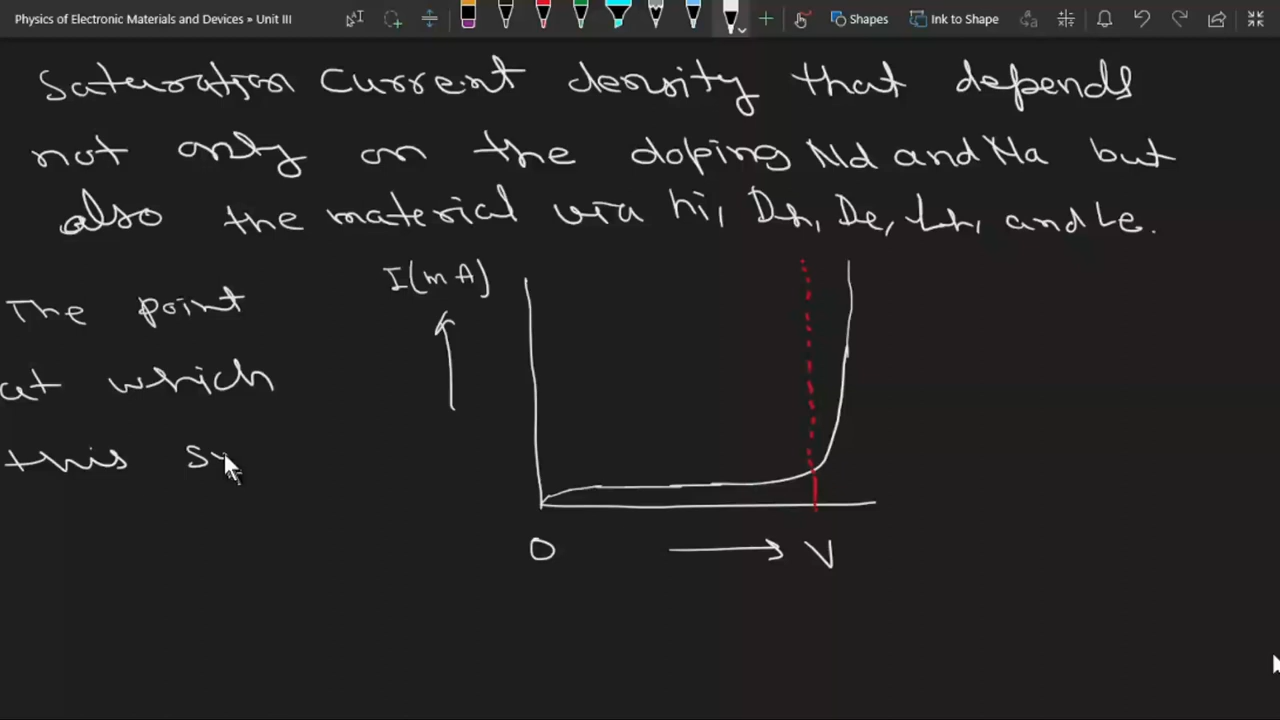 Physics of Electronic Materials and Devices » Unit III
Shapes
Ink to Shape
Saturation current density that depends
not only on the doping Nd and Na but
also the material via ni, Dh, De, Lh, and Le.
The point
at which
this
I(mA)
0
V